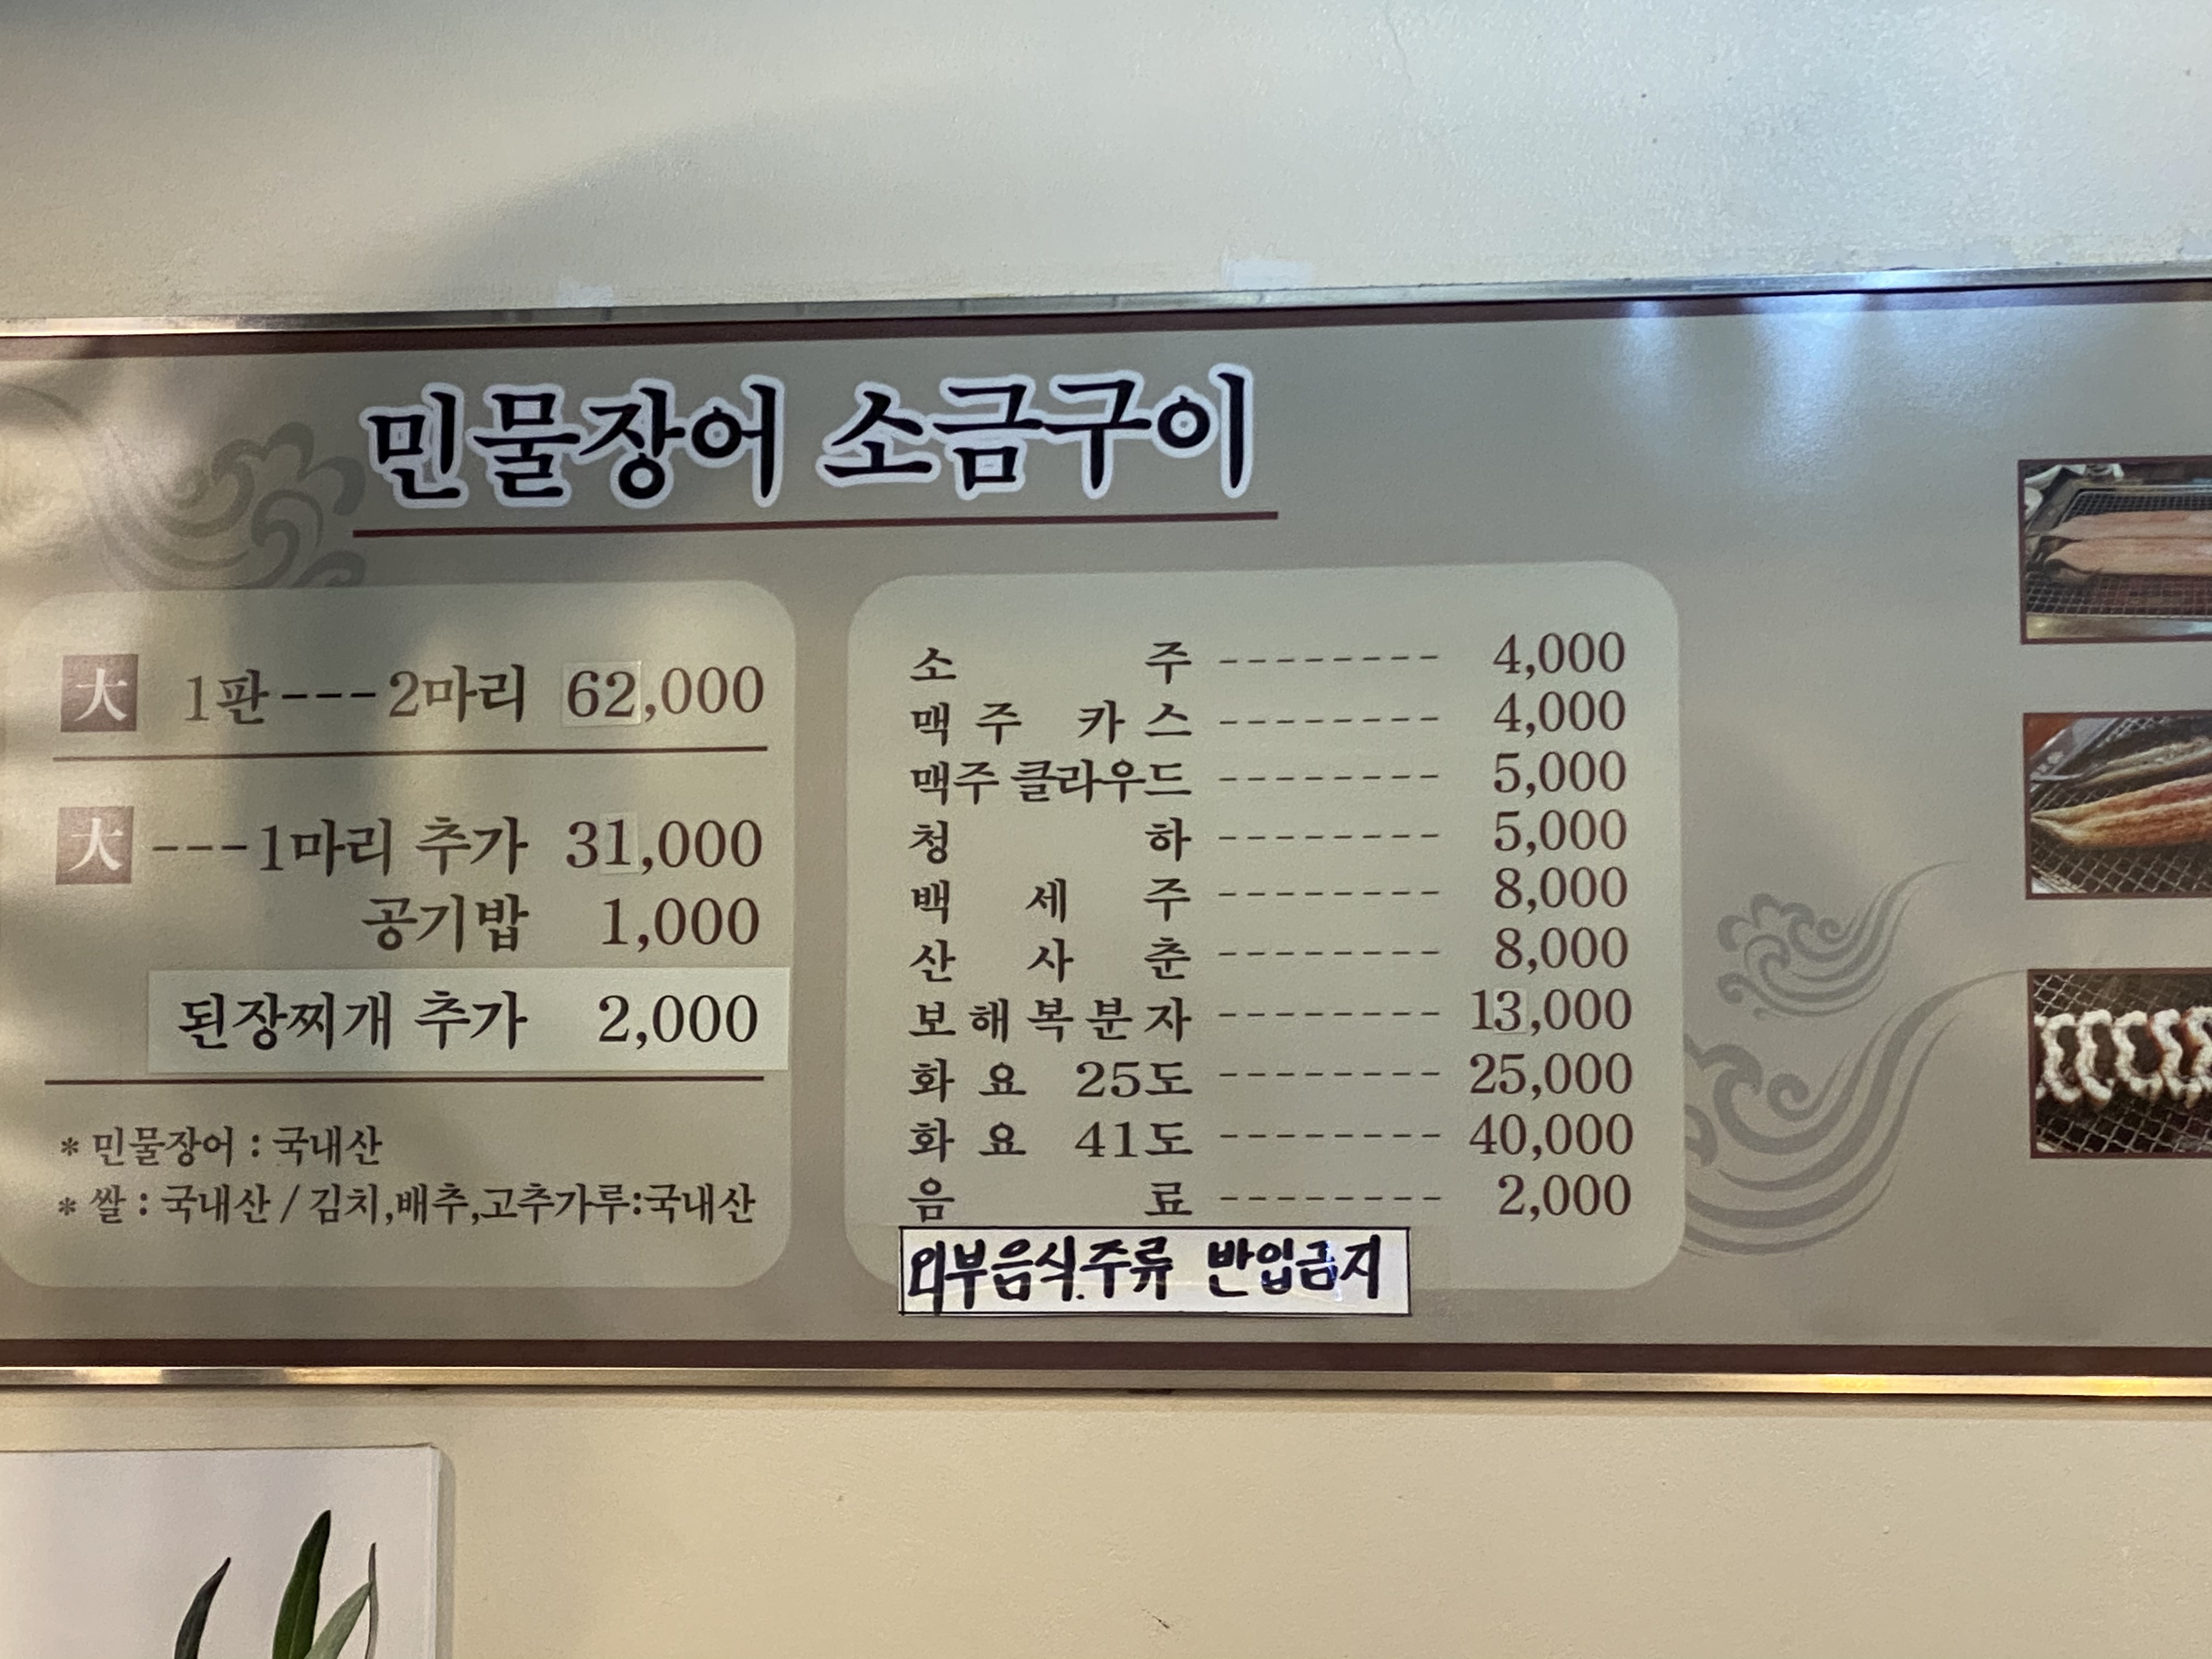 민물장어 소금구이
大 1판---2마리 62,000
大 ---1마리 추가 31,000
공기밥 1,000
된장찌개 추가 2,000
* 민물장어 : 국내산
* 쌀 : 국내산 / 김치,배추,고추가루:국내산
소 주 -------- 4,000
맥주 카스 -------- 4,000
맥주 클라우드 -------- 5,000
청 하 -------- 5,000
백 세 주 -------- 8,000
산 사 춘 -------- 8,000
보해복분자 -------- 13,000
화 요 25도 -------- 25,000
화 요 41도 -------- 40,000
음 료 -------- 2,000
외부음식.주류 반입금지